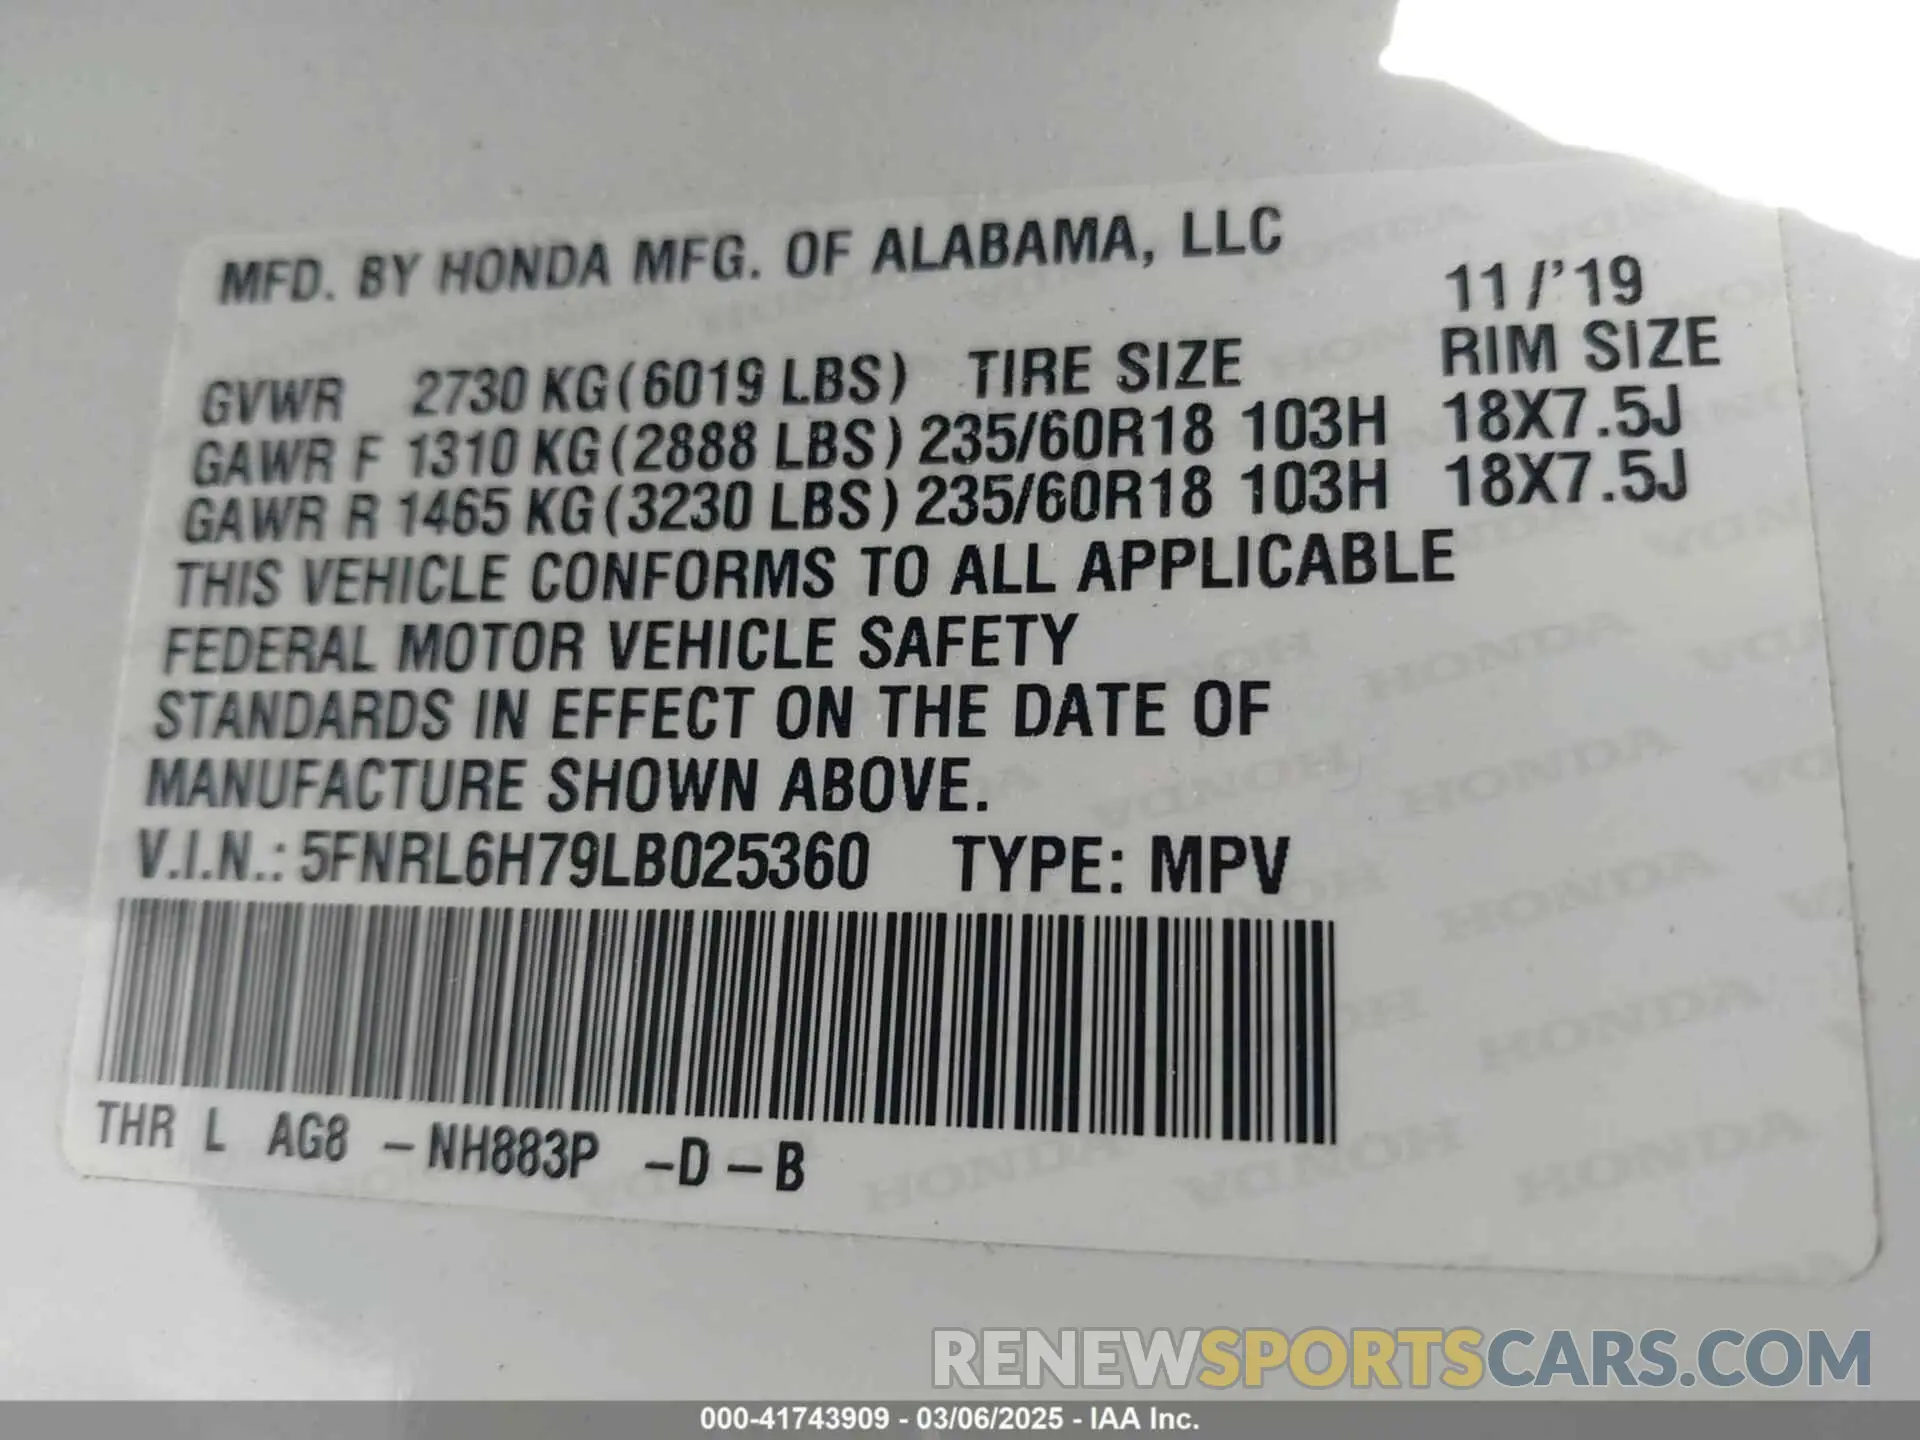 MFD. BY HONDA MFG. OF ALABAMA, LLC
11/'19
GVWR 2730 KG (6019 LBS) TIRE SIZE RIM SIZE
GAWR F 1310 KG (2888 LBS) 235/60R18 103H 18X7.5J
GAWR R 1465 KG (3230 LBS) 235/60R18 103H 18X7.5J
THIS VEHICLE CONFORMS TO ALL APPLICABLE
FEDERAL MOTOR VEHICLE SAFETY
STANDARDS IN EFFECT ON THE DATE OF
MANUFACTURE SHOWN ABOVE.
V.I.N.: 5FNRL6H79LB025360 TYPE: MPV
THR L AG8 -NH883P -D-B
RENEWSPORTSCARS.COM
000-41743909 - 03/06/2025 - IAA Inc.